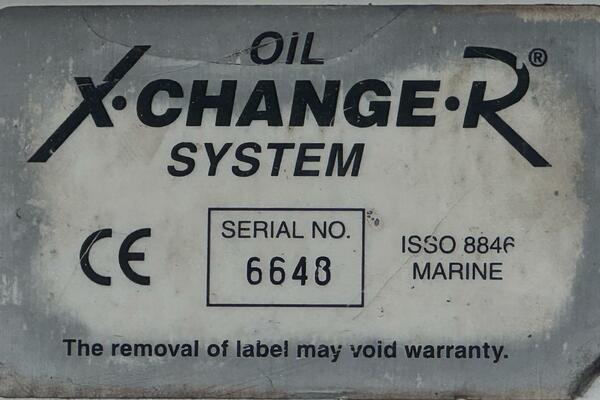 OIL
X·CHANGE·R®
SYSTEM
CE
SERIAL NO.
6648
ISSO 8846
MARINE
The removal of label may void warranty.